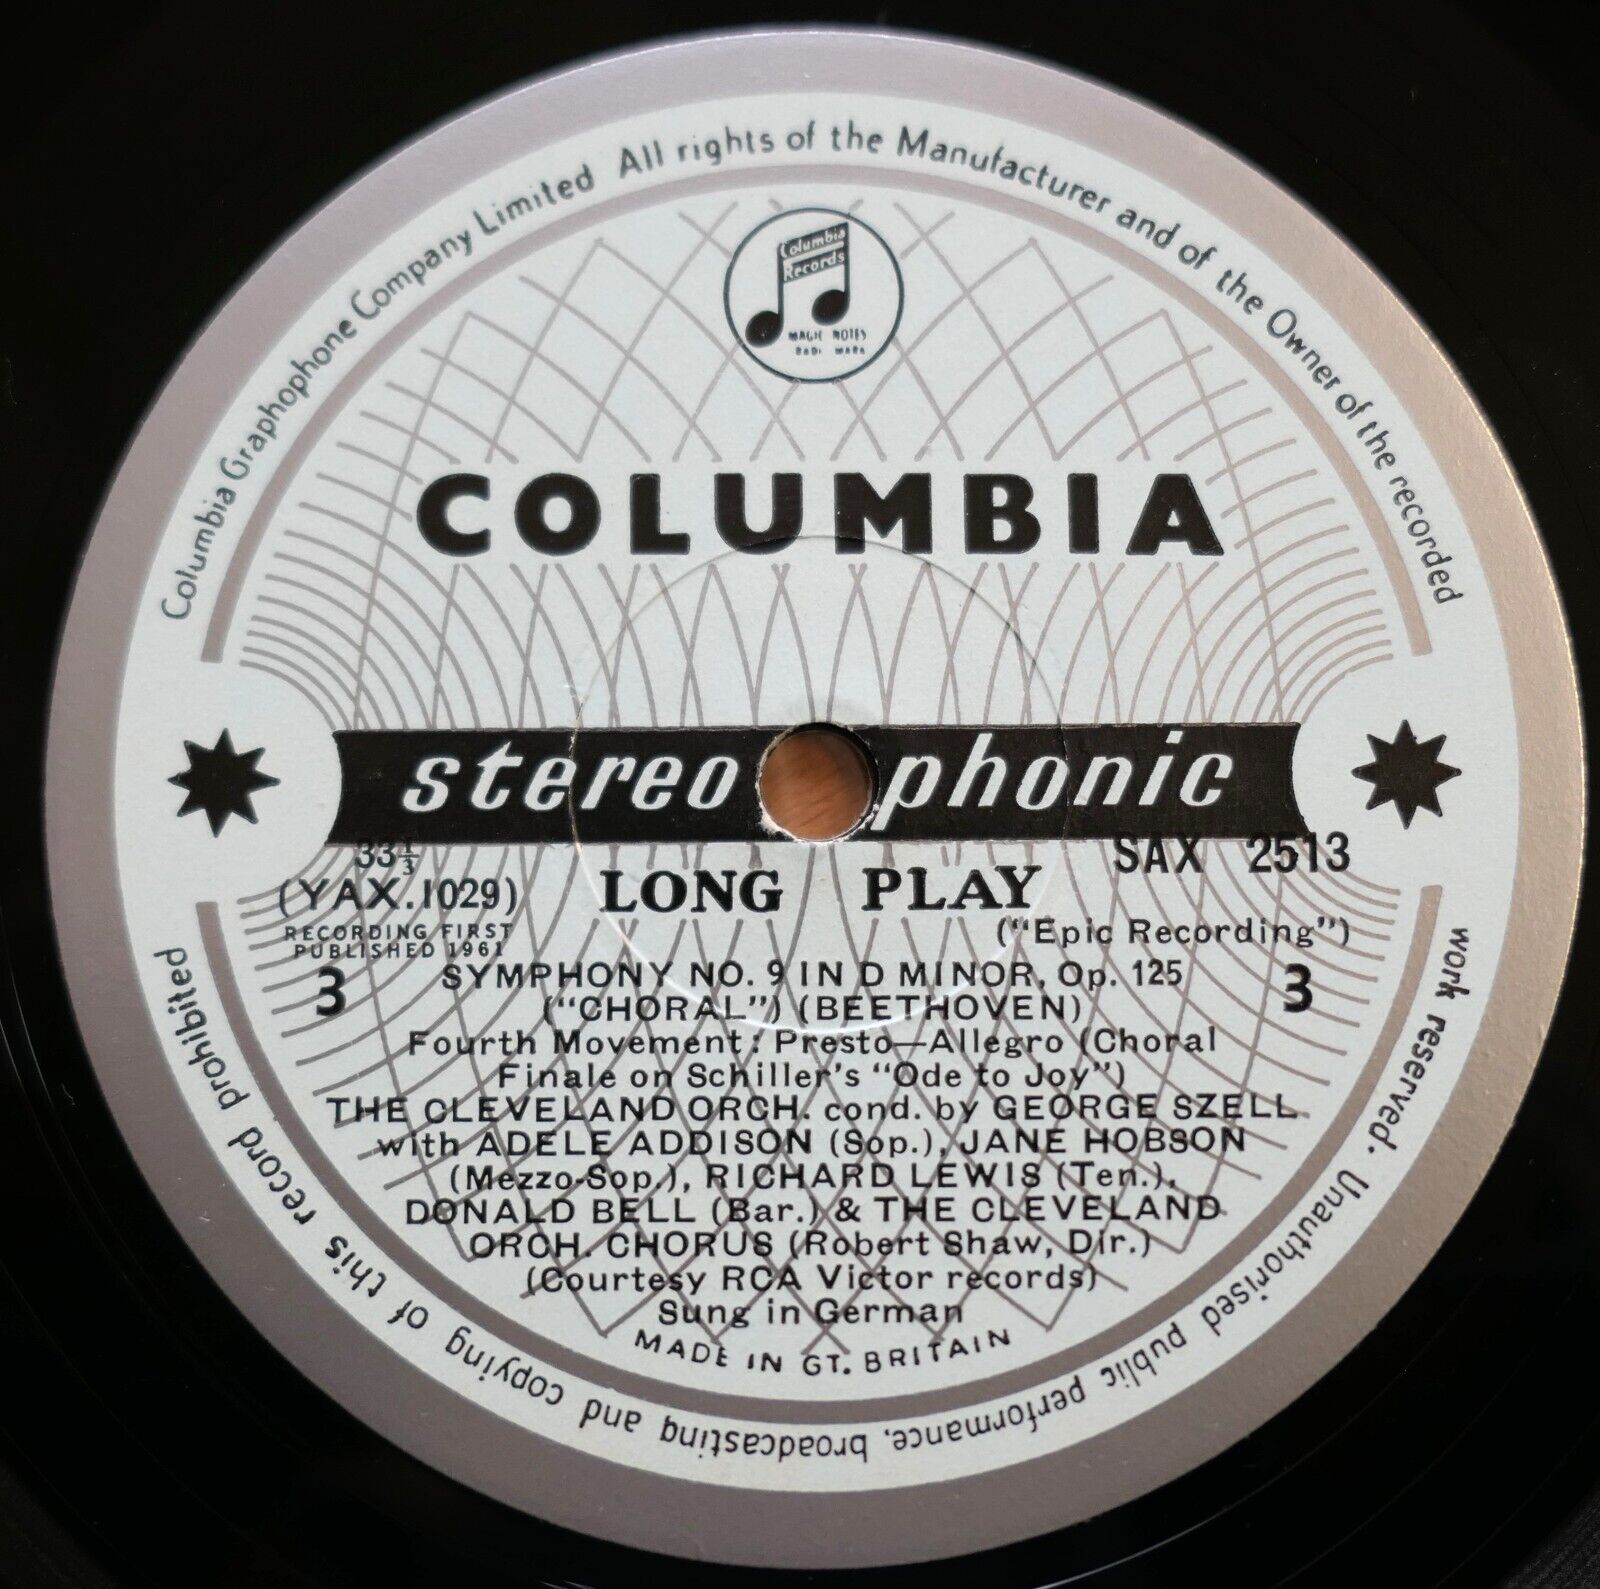 Columbia Graphophone Company Limited All rights of the Manufacturer and of the Owner of the recorded
work reserved. Unauthorised public performance, broadcasting and copying of this record prohibited
Columbia
Records
MAGIC NOTES
COLUMBIA
stereophonic
33⅓
SAX 2513
(YAX.1029)
LONG PLAY
RECORDING FIRST
PUBLISHED 1961
("Epic Recording")
3
3
SYMPHONY NO. 9 IN D MINOR, Op. 125
("CHORAL") (BEETHOVEN)
Fourth Movement: Presto—Allegro (Choral
Finale on Schiller's "Ode to Joy")
THE CLEVELAND ORCH. cond. by GEORGE SZELL
with ADELE ADDISON (Sop.), JANE HOBSON
(Mezzo-Sop.), RICHARD LEWIS (Ten.),
DONALD BELL (Bar.) & THE CLEVELAND
ORCH. CHORUS (Robert Shaw, Dir.)
(Courtesy RCA Victor records)
Sung in German
MADE IN GT. BRITAIN